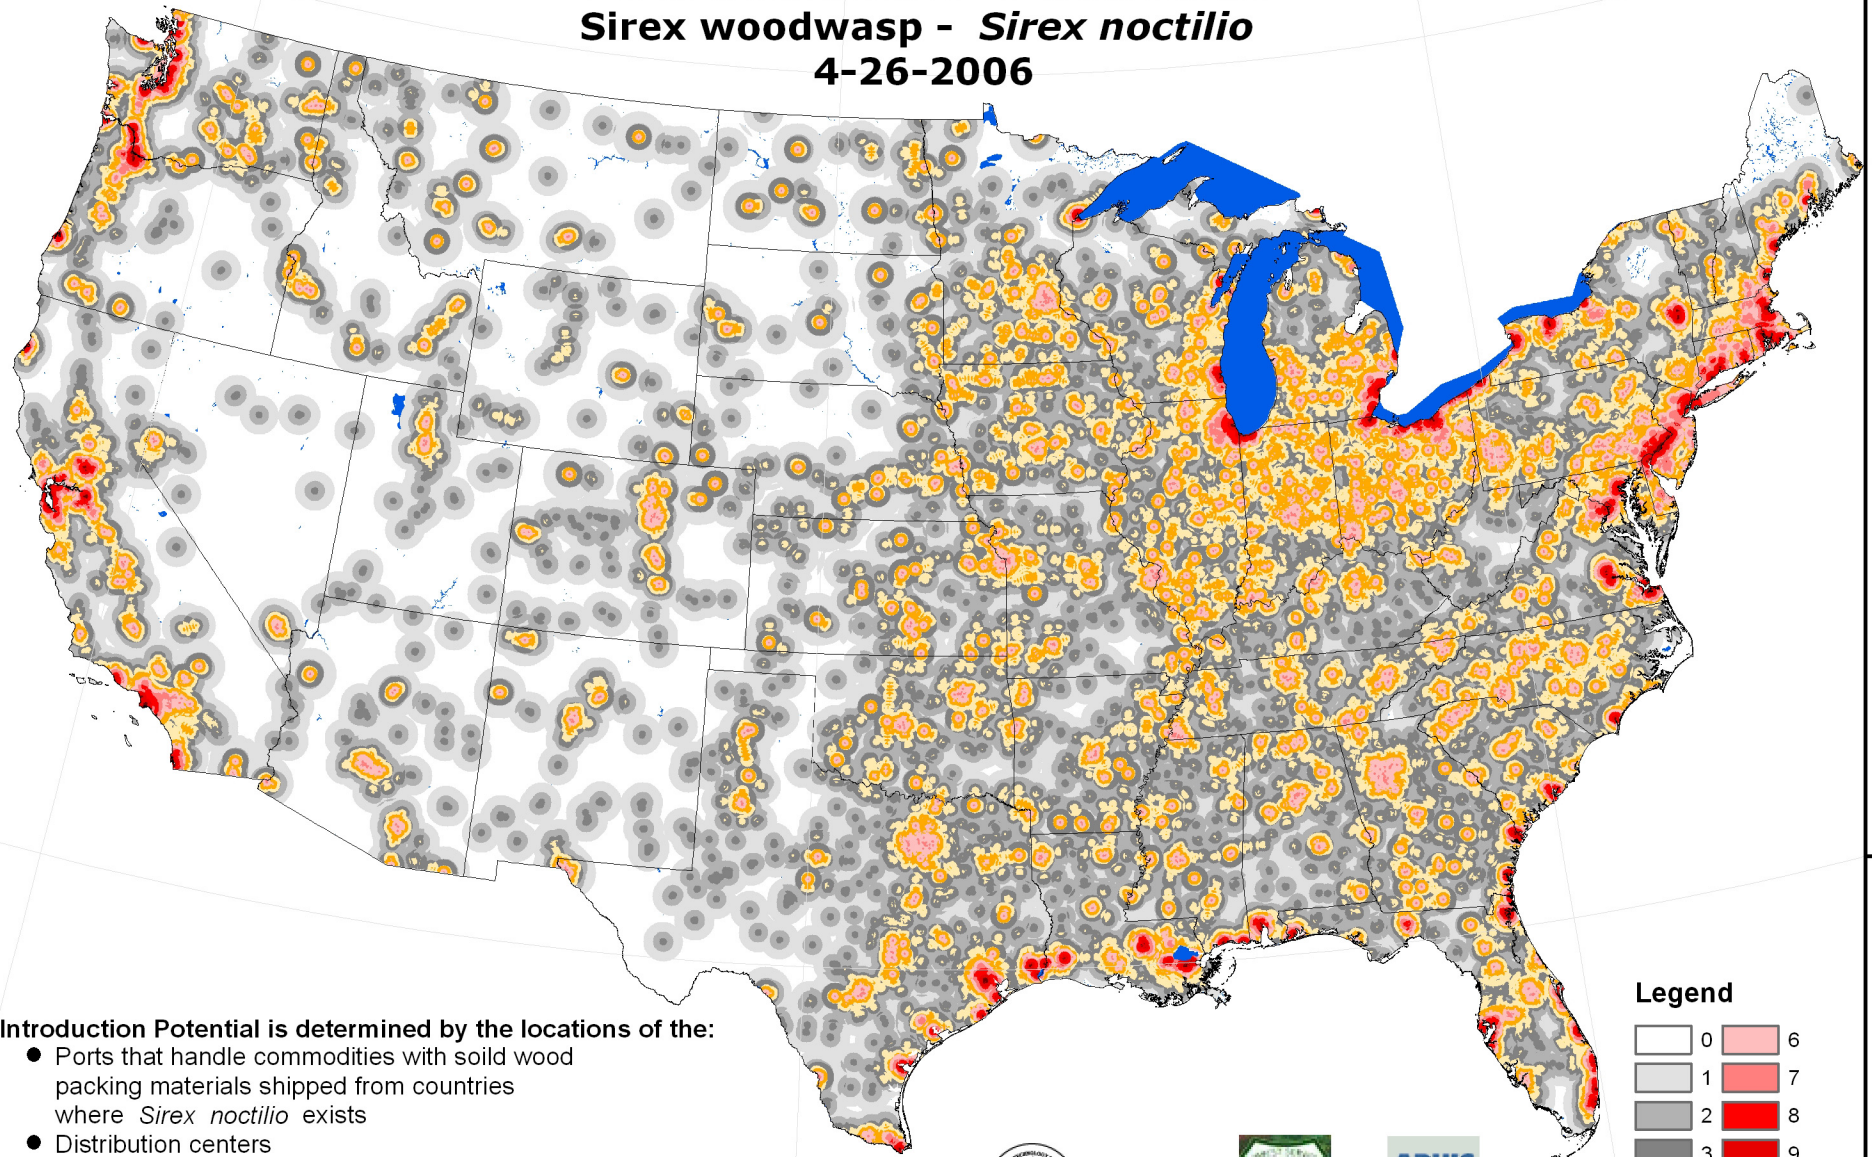 Sirex woodwasp - Sirex noctilio
4-26-2006
Introduction Potential is determined by the locations of the:
● Ports that handle commodities with soild wood
packing materials shipped from countries
where Sirex noctilio exists
● Distribution centers
Legend
0 6
1 7
2 8
3 9
APHIS